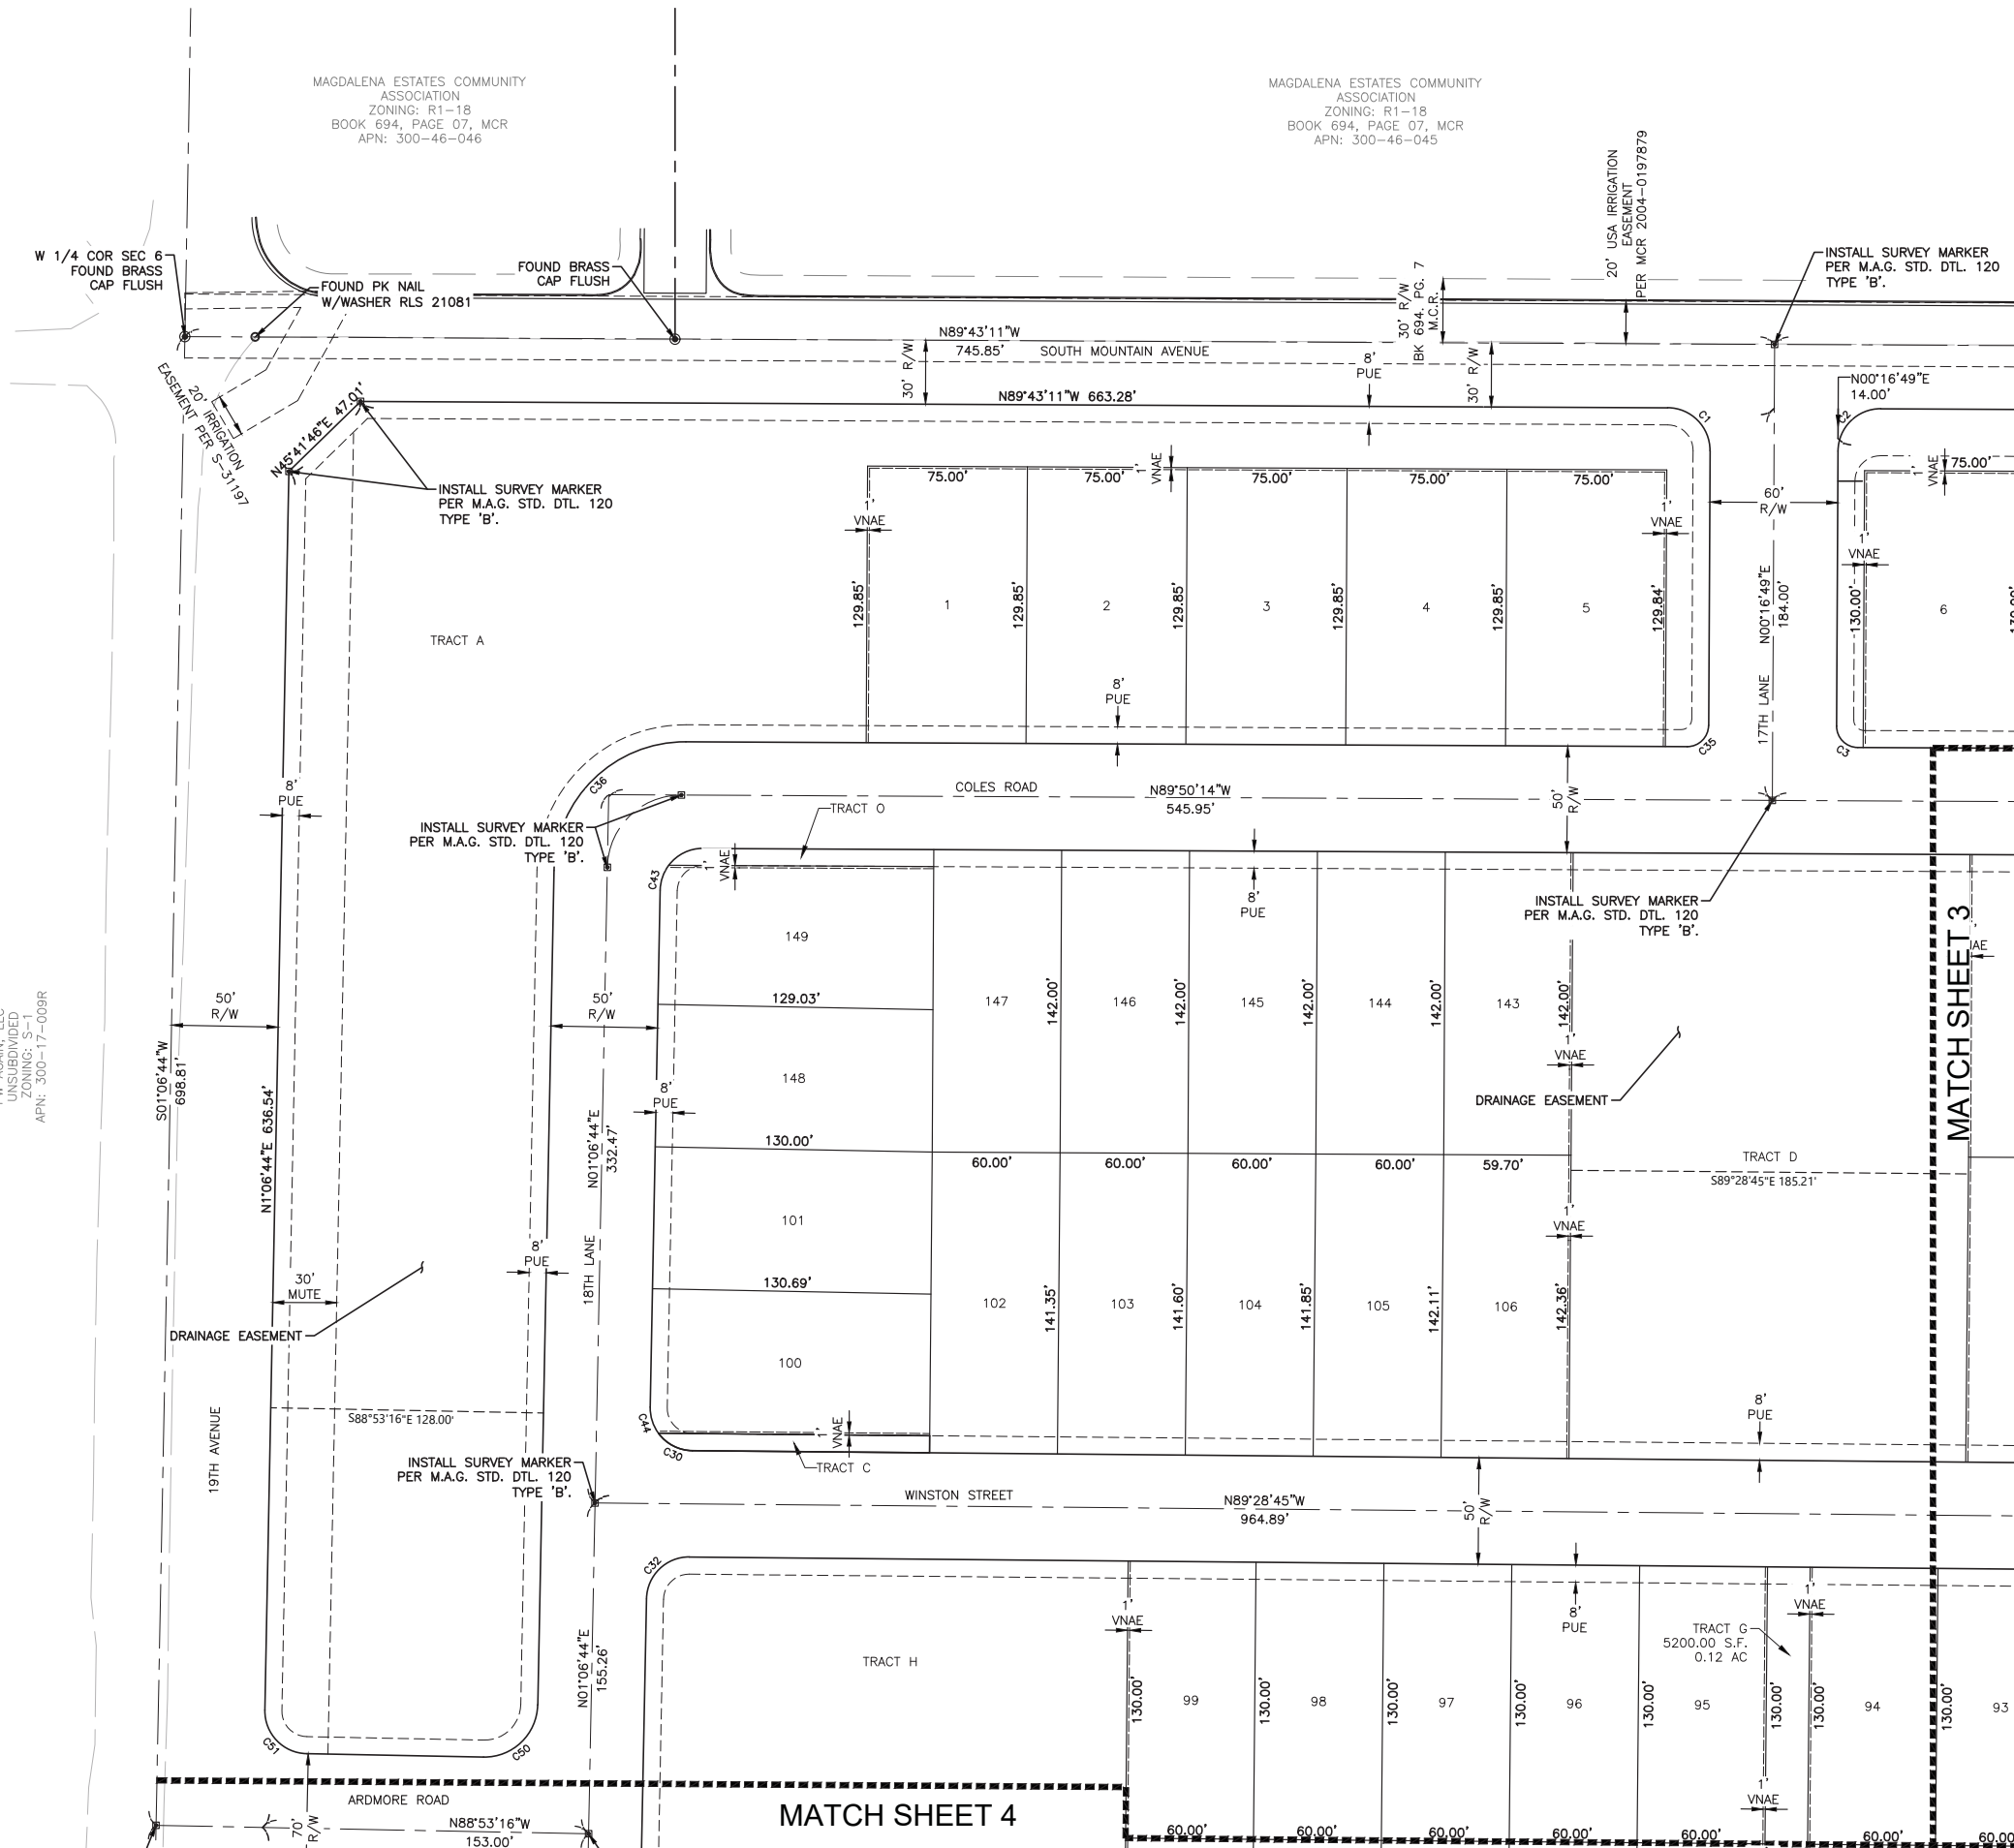 MAGDALENA ESTATES COMMUNITY
ASSOCIATION
ZONING: R1-18
BOOK 694, PAGE 07, MCR
APN: 300-46-046
MAGDALENA ESTATES COMMUNITY
ASSOCIATION
ZONING: R1-18
BOOK 694, PAGE 07, MCR
APN: 300-46-045
20' USA IRRIGATION
EASEMENT
PER MCR 2004-0197879
W 1/4 COR SEC 6
FOUND BRASS
CAP FLUSH
FOUND PK NAIL
W/WASHER RLS 21081
FOUND BRASS
CAP FLUSH
30' R/W
BK 694. PG. 7
M.C.R.
INSTALL SURVEY MARKER
PER M.A.G. STD. DTL. 120
TYPE 'B'.
N89°43'11"W
745.85'
SOUTH MOUNTAIN AVENUE
30' R/W
8'
PUE
30' R/W
N00°16'49"E
14.00'
20' IRRIGATION
EASEMENT PER S-31197
N45°41'46"E 47.01'
N89°43'11"W 663.28'
C1
C2
INSTALL SURVEY MARKER
PER M.A.G. STD. DTL. 120
TYPE 'B'.
75.00'
75.00'
1'
VNAE
75.00'
75.00'
75.00'
1'
VNAE
75.00'
1'
VNAE
1'
VNAE
60'
R/W
1'
VNAE
129.85'
1
129.85'
2
129.85'
3
129.85'
4
129.85'
5
129.84'
17TH LANE
N00°16'49"E
184.00'
130.00'
6
130.00'
TRACT A
8'
PUE
C35
C3
8'
PUE
C36
COLES ROAD
N89°50'14"W
545.95'
50'
R/W
TRACT O
INSTALL SURVEY MARKER
PER M.A.G. STD. DTL. 120
TYPE 'B'.
C43
1'
VNAE
8'
PUE
INSTALL SURVEY MARKER
PER M.A.G. STD. DTL. 120
TYPE 'B'.
MATCH SHEET 3
AE
149
129.03'
147
142.00'
146
142.00'
145
142.00'
144
142.00'
143
142.00'
1'
VNAE
UNSUBDIVIDED
ZONING: S-1
APN: 300-17-009R
50'
R/W
S01°06'44"W
698.81'
50'
R/W
148
8'
PUE
DRAINAGE EASEMENT
130.00'
60.00'
60.00'
60.00'
60.00'
59.70'
TRACT D
S89°28'45"E 185.21'
N1°06'44"E 636.54'
N01°06'44"E
332.47'
18TH LANE
101
130.69'
1'
VNAE
8'
PUE
30'
MUTE
102
141.35'
103
141.60'
104
141.85'
105
142.11'
106
142.36'
DRAINAGE EASEMENT
100
S88°53'16"E 128.00'
19TH AVENUE
C44
C30
1'
VNAE
8'
PUE
TRACT C
INSTALL SURVEY MARKER
PER M.A.G. STD. DTL. 120
TYPE 'B'.
WINSTON STREET
N89°28'45"W
964.89'
50'
R/W
C32
1'
VNAE
8'
PUE
1'
VNAE
TRACT G
5200.00 S.F.
0.12 AC
N01°06'44"E
155.26'
TRACT H
130.00'
99
130.00'
98
130.00'
97
130.00'
96
130.00'
95
130.00'
130.00'
94
130.00'
93
C51
C50
1'
VNAE
ARDMORE ROAD
70'
R/W
N88°53'16"W
153.00'
MATCH SHEET 4
60.00'
60.00'
60.00'
60.00'
60.00'
60.00'